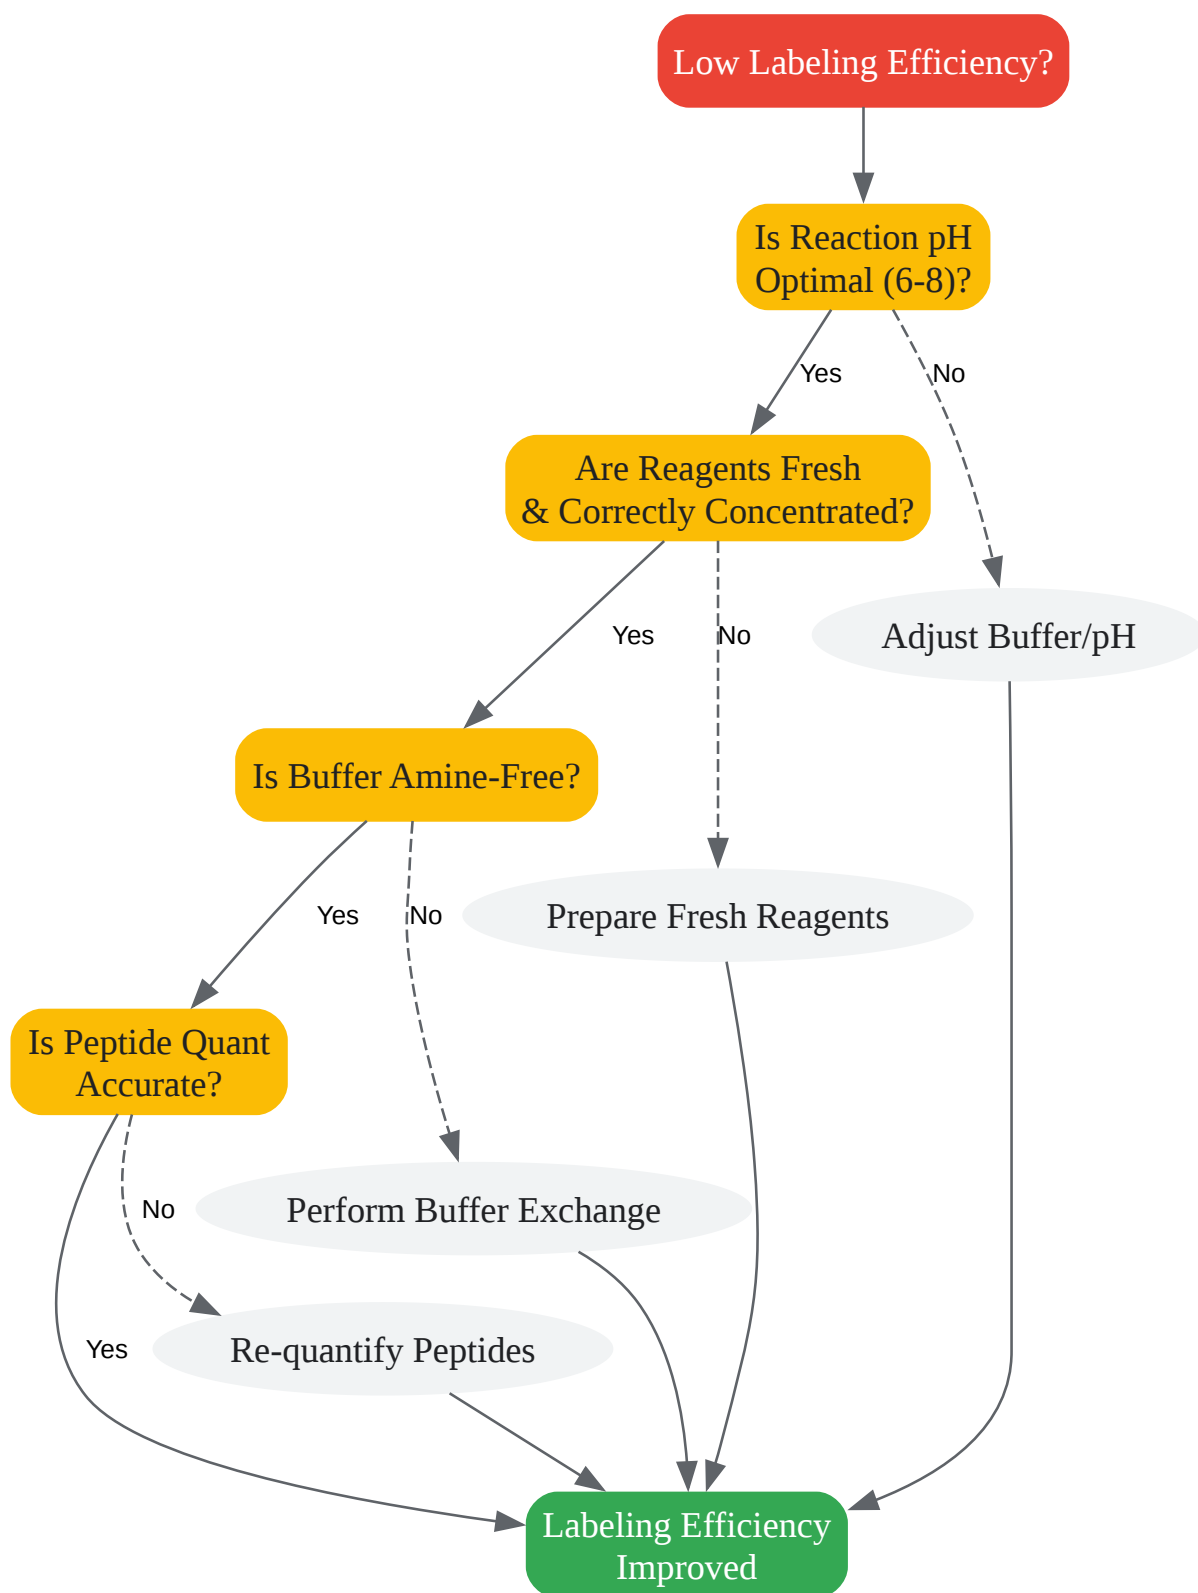 Low Labeling Efficiency?
Is Reaction pH
Optimal (6-8)?
Yes
No
Are Reagents Fresh
& Correctly Concentrated?
Yes
No
Adjust Buffer/pH
Is Buffer Amine-Free?
Yes
No
Prepare Fresh Reagents
Is Peptide Quant
Accurate?
No
Perform Buffer Exchange
Yes
Re-quantify Peptides
Labeling Efficiency
Improved